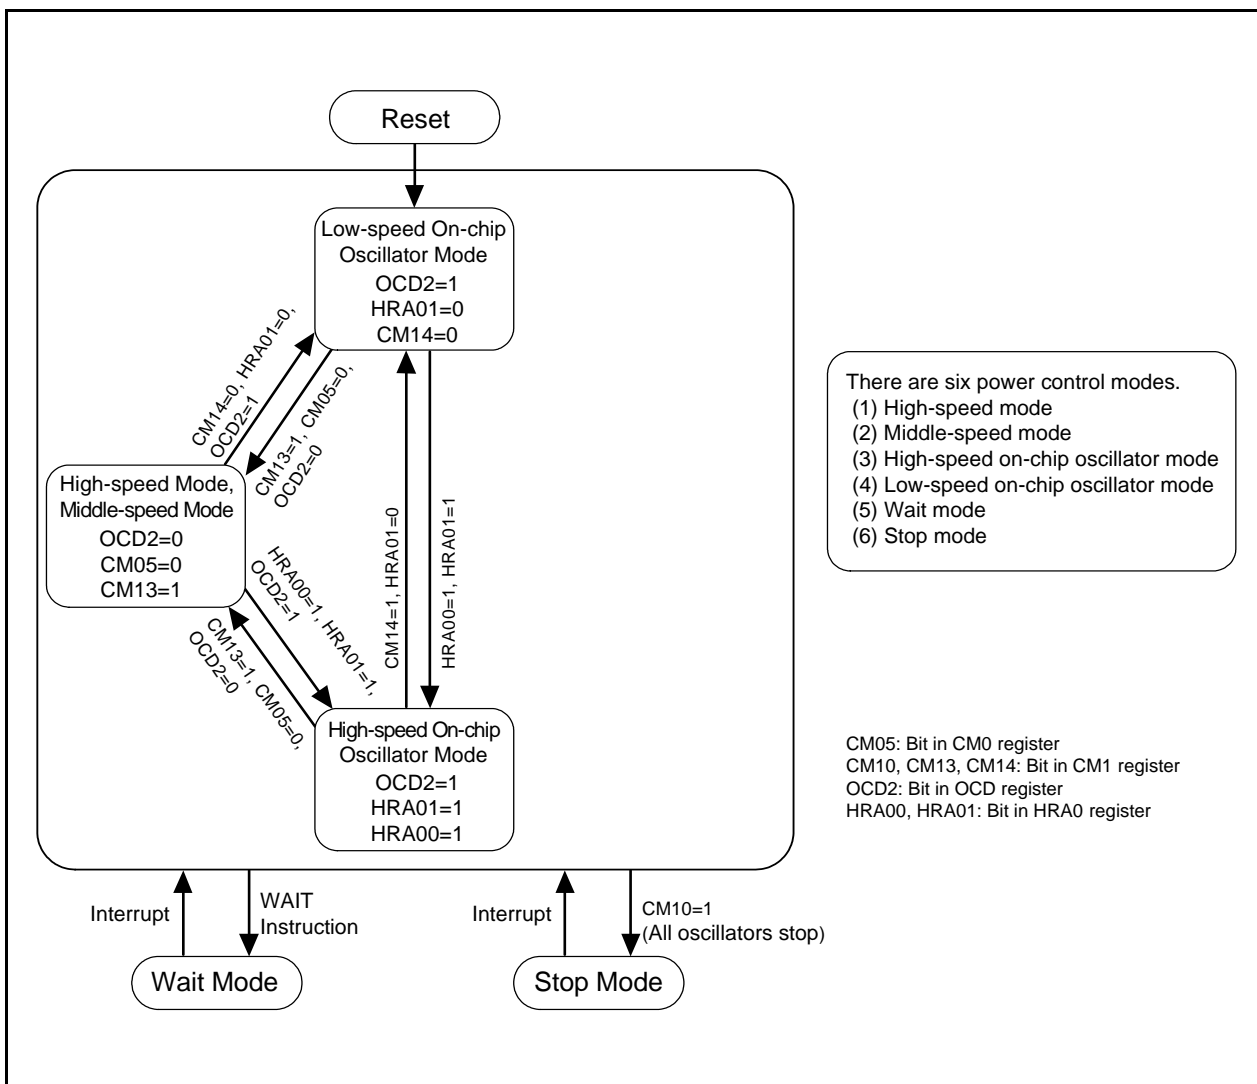 Reset
Low-speed On-chip
Oscillator Mode
OCD2=1
HRA01=0
CM14=0
CM14=0, HRA01=0,
OCD2=1
CM13=1, CM05=0,
OCD2=0
High-speed Mode,
Middle-speed Mode
OCD2=0
CM05=0
CM13=1
HRA00=1, HRA01=1,
OCD2=1
CM13=1, CM05=0,
OCD2=0
CM14=1, HRA01=0
HRA00=1, HRA01=1
High-speed On-chip
Oscillator Mode
OCD2=1
HRA01=1
HRA00=1
There are six power control modes.
(1) High-speed mode
(2) Middle-speed mode
(3) High-speed on-chip oscillator mode
(4) Low-speed on-chip oscillator mode
(5) Wait mode
(6) Stop mode
CM05: Bit in CM0 register
CM10, CM13, CM14: Bit in CM1 register
OCD2: Bit in OCD register
HRA00, HRA01: Bit in HRA0 register
Interrupt
WAIT
Instruction
Interrupt
CM10=1
(All oscillators stop)
Wait Mode
Stop Mode